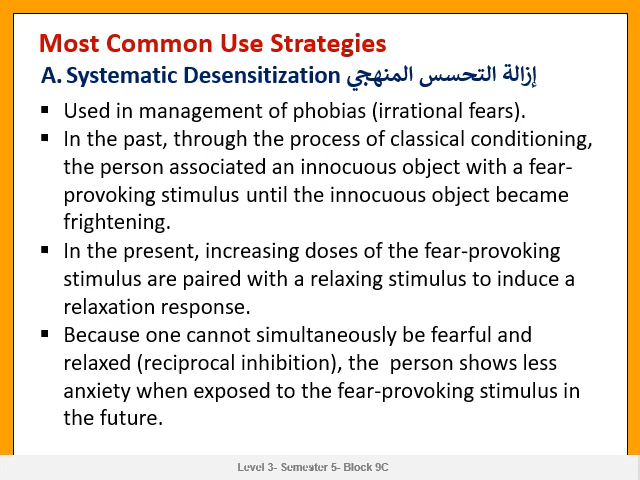 Most Common Use Strategies
A. Systematic Desensitization إزالة التحسس المنهجي
▪ Used in management of phobias (irrational fears).
▪ In the past, through the process of classical conditioning,
the person associated an innocuous object with a fear-
provoking stimulus until the innocuous object became
frightening.
▪ In the present, increasing doses of the fear-provoking
stimulus are paired with a relaxing stimulus to induce a
relaxation response.
▪ Because one cannot simultaneously be fearful and
relaxed (reciprocal inhibition), the person shows less
anxiety when exposed to the fear-provoking stimulus in
the future.
Level 3- Semester 5- Block 9C